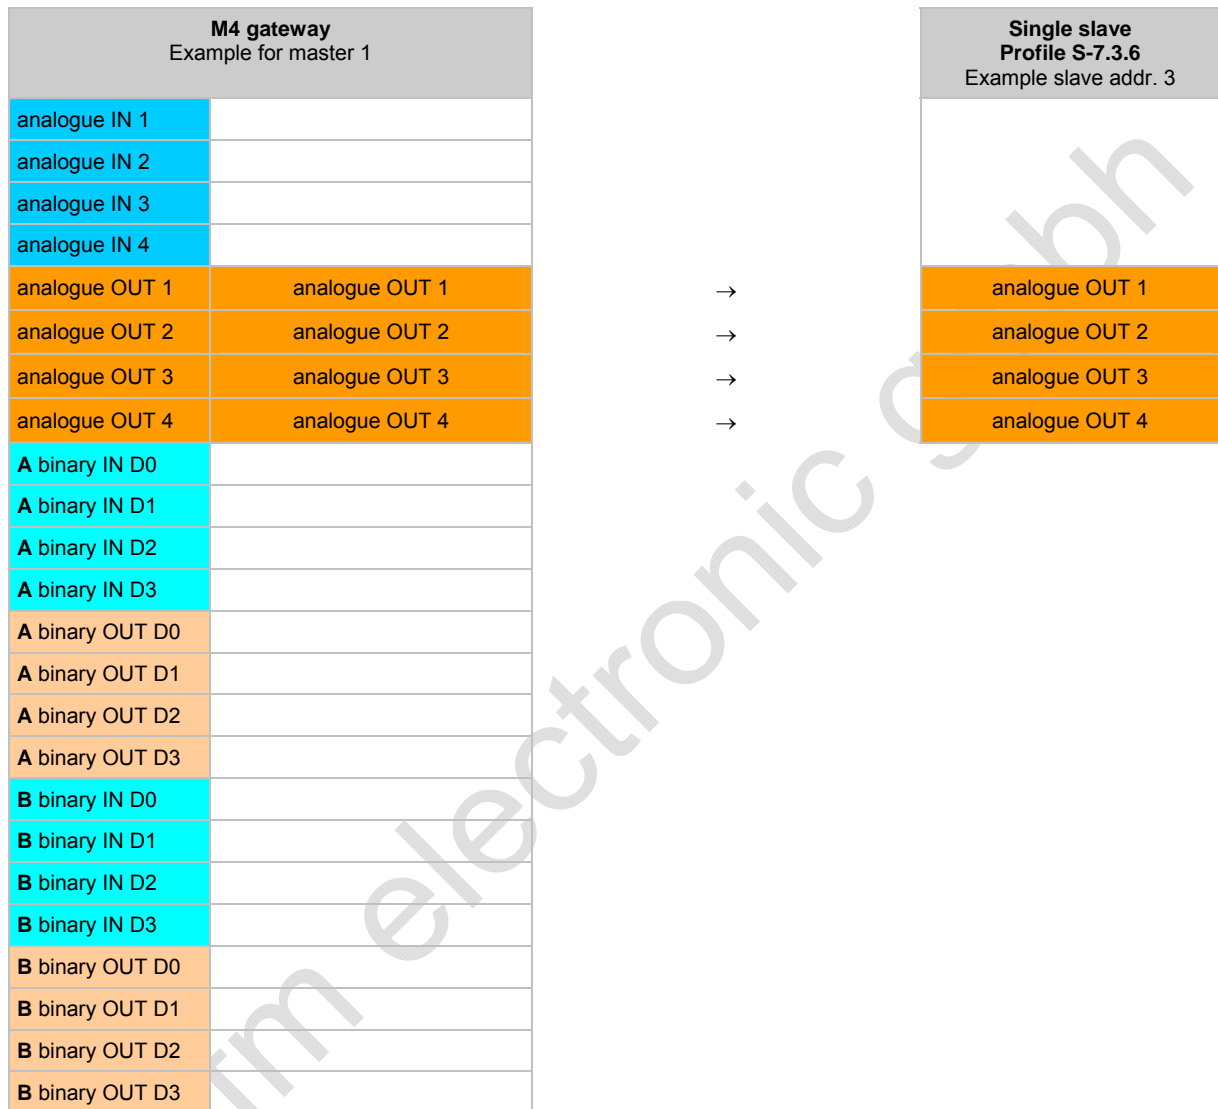 M4 gateway
Example for master 1
Single slave
Profile S-7.3.6
Example slave addr. 3
analogue IN 1
analogue IN 2
analogue IN 3
analogue IN 4
analogue OUT 1 analogue OUT 1 → analogue OUT 1
analogue OUT 2 analogue OUT 2 → analogue OUT 2
analogue OUT 3 analogue OUT 3 → analogue OUT 3
analogue OUT 4 analogue OUT 4 → analogue OUT 4
A binary IN D0
A binary IN D1
A binary IN D2
A binary IN D3
A binary OUT D0
A binary OUT D1
A binary OUT D2
A binary OUT D3
B binary IN D0
B binary IN D1
B binary IN D2
B binary IN D3
B binary OUT D0
B binary OUT D1
B binary OUT D2
B binary OUT D3
electronic